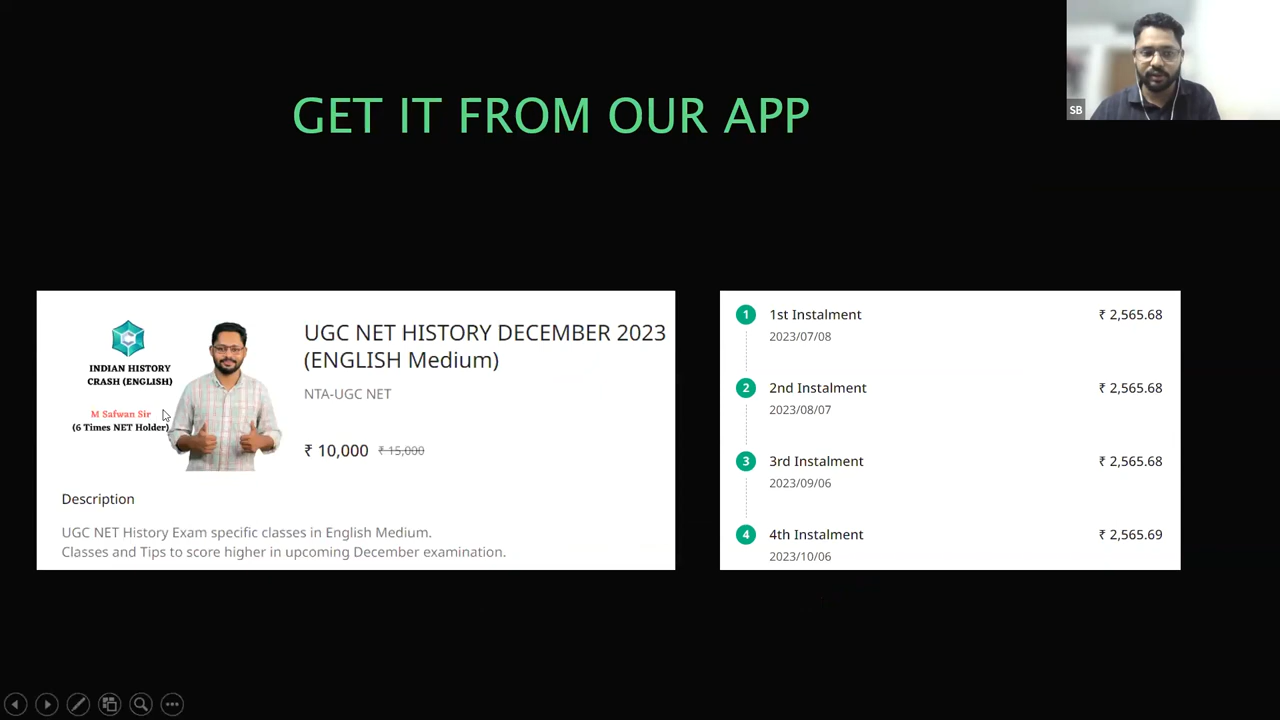 GET IT FROM OUR APP
SB
INDIAN HISTORY
CRASH (ENGLISH)
M Safwan Sir
(6 Times NET Holder)
UGC NET HISTORY DECEMBER 2023
(ENGLISH Medium)
NTA-UGC NET
₹ 10,000 ₹ 15,000
Description
UGC NET History Exam specific classes in English Medium.
Classes and Tips to score higher in upcoming December examination.
1 1st Instalment ₹ 2,565.68
2023/07/08
2 2nd Instalment ₹ 2,565.68
2023/08/07
3 3rd Instalment ₹ 2,565.68
2023/09/06
4 4th Instalment ₹ 2,565.69
2023/10/06